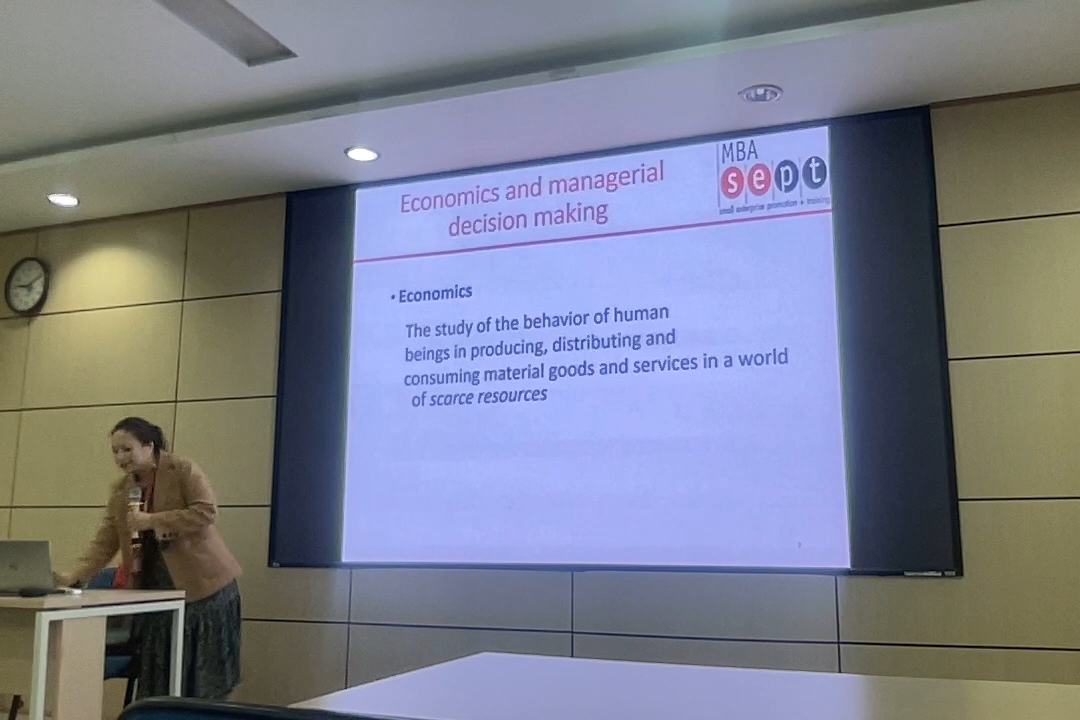 Economics and managerial
decision making
MBA
sept
small enterprise promotion + training
• Economics
The study of the behavior of human
beings in producing, distributing and
consuming material goods and services in a world
of scarce resources